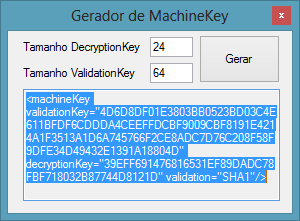 Gerador de MachineKey
x
Tamanho DecryptionKey 24
Gerar
Tamanho ValidationKey 64
<machineKey
validationKey="4D6D8DF01E3803BB0523BD03C4E
611BFDF6CDDDA4CEEFFDCBF9009CBF8191E421
4A1F3513A1D6A745766F2CE8ADC7D76C208F58F
9DFE34D49432E1391A18804D"
decryptionKey="39EFF691476816531EF89DADC78
FBF718032B87744D8121D" validation="SHA1"/>